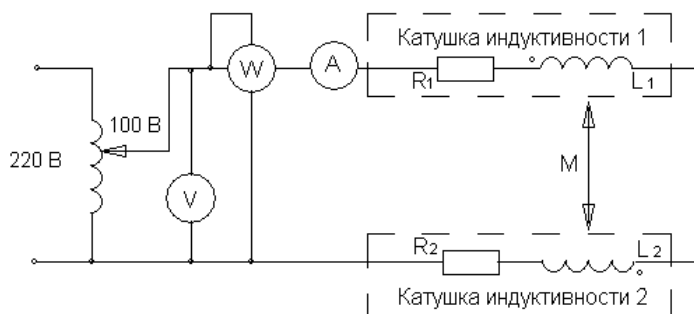 Катушка индуктивности 1
W
A
R1
L1
100 В
220 В
V
M
R2
L2
Катушка индуктивности 2